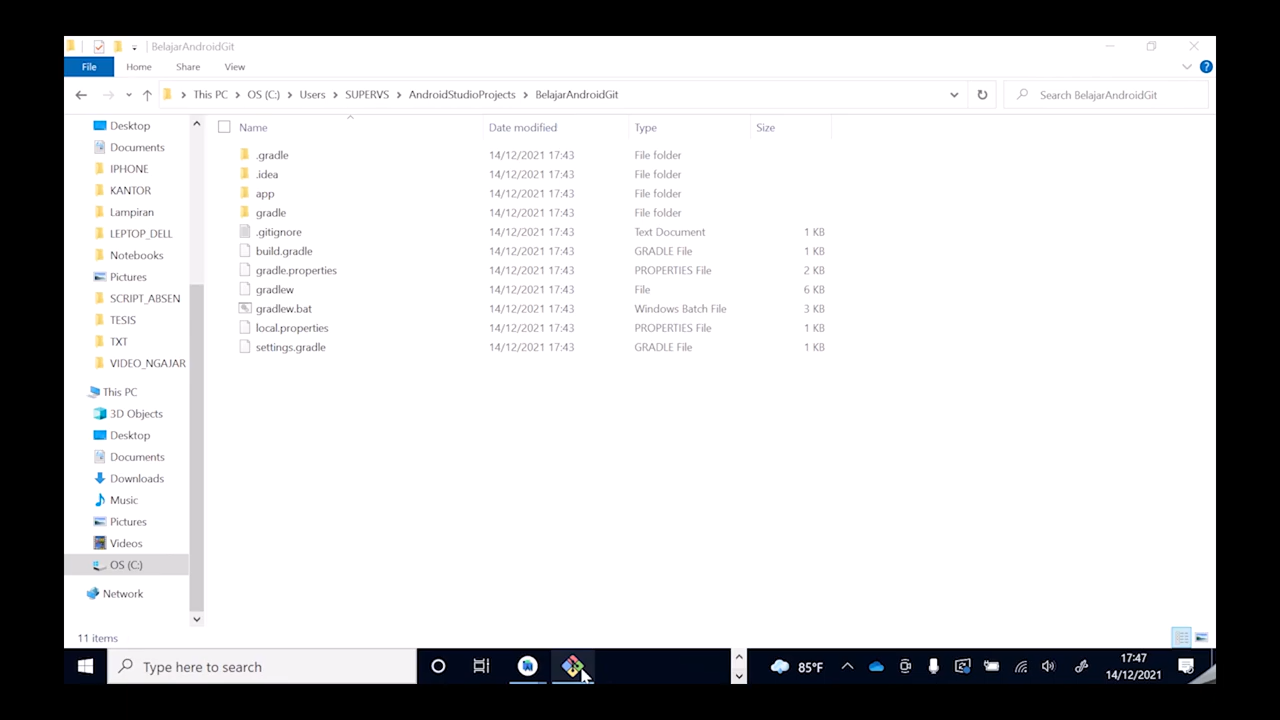 BelajarAndroidGit
File Home Share View
This PC OS (C:) Users SUPERVS AndroidStudioProjects BelajarAndroidGit Search BelajarAndroidGit
Name Date modified Type Size
Desktop
Documents
IPHONE
KANTOR
Lampiran
LEPTOP_DELL
Notebooks
Pictures
SCRIPT_ABSEN
TESIS
TXT
VIDEO_NGAJAR
This PC
3D Objects
Desktop
Documents
Downloads
Music
Pictures
Videos
OS (C:)
Network
.gradle 14/12/2021 17:43 File folder
.idea 14/12/2021 17:43 File folder
app 14/12/2021 17:43 File folder
gradle 14/12/2021 17:43 File folder
.gitignore 14/12/2021 17:43 Text Document 1 KB
build.gradle 14/12/2021 17:43 GRADLE File 1 KB
gradle.properties 14/12/2021 17:43 PROPERTIES File 2 KB
gradlew 14/12/2021 17:43 File 6 KB
gradlew.bat 14/12/2021 17:43 Windows Batch File 3 KB
local.properties 14/12/2021 17:43 PROPERTIES File 1 KB
settings.gradle 14/12/2021 17:43 GRADLE File 1 KB
11 items
Type here to search 85°F 17:47
14/12/2021